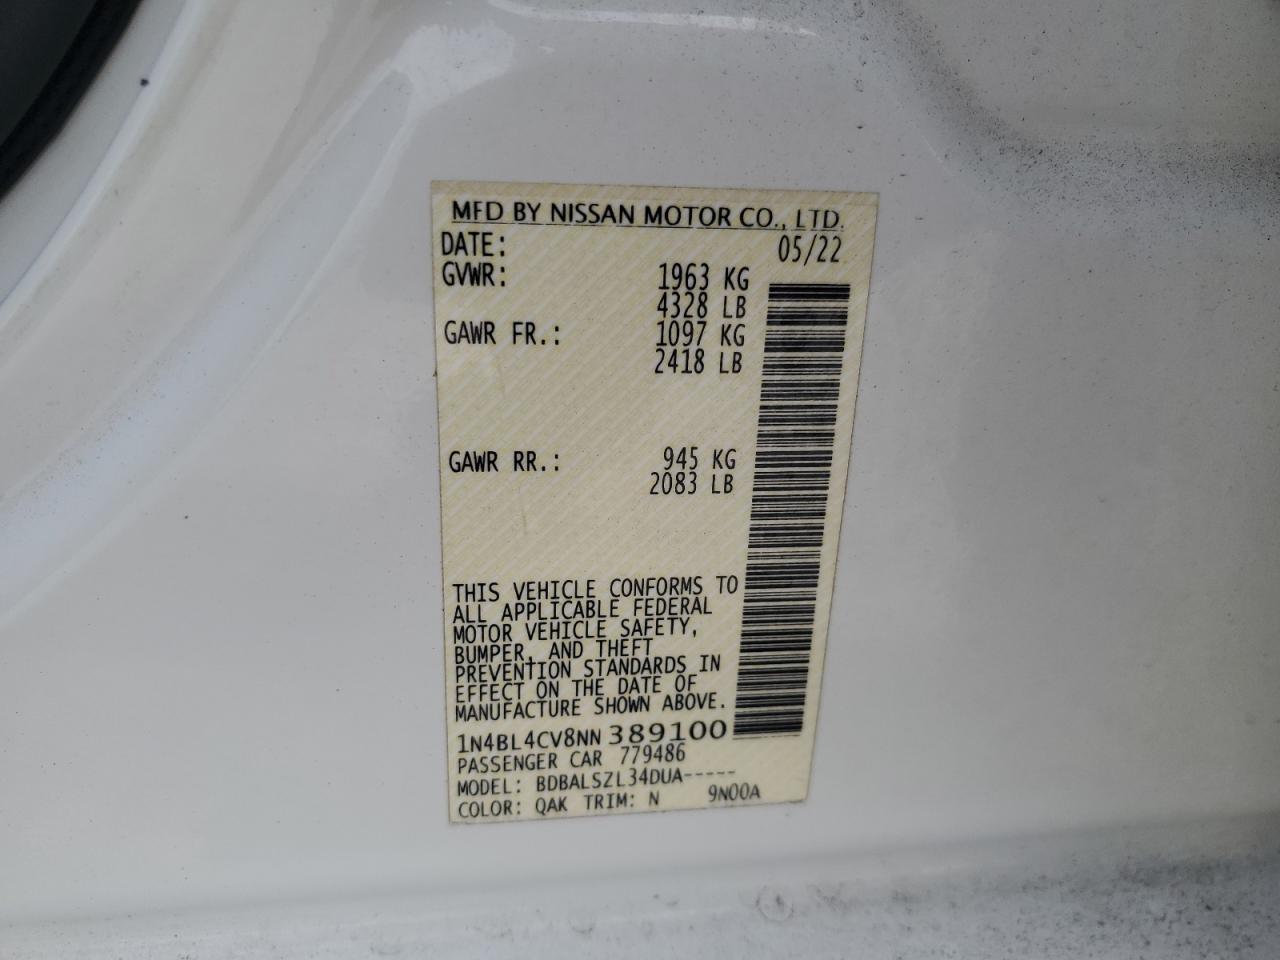 MFD BY NISSAN MOTOR CO., LTD.
DATE: 05/22
GVWR: 1963 KG
4328 LB
GAWR FR.: 1097 KG
2418 LB
GAWR RR.: 945 KG
2083 LB
THIS VEHICLE CONFORMS TO
ALL APPLICABLE FEDERAL
MOTOR VEHICLE SAFETY,
BUMPER, AND THEFT
PREVENTION STANDARDS IN
EFFECT ON THE DATE OF
MANUFACTURE SHOWN ABOVE.
1N4BL4CV8NN389100
PASSENGER CAR 779486
MODEL: BDBALSZL34DUA-----
COLOR: QAK TRIM: N 9N00A